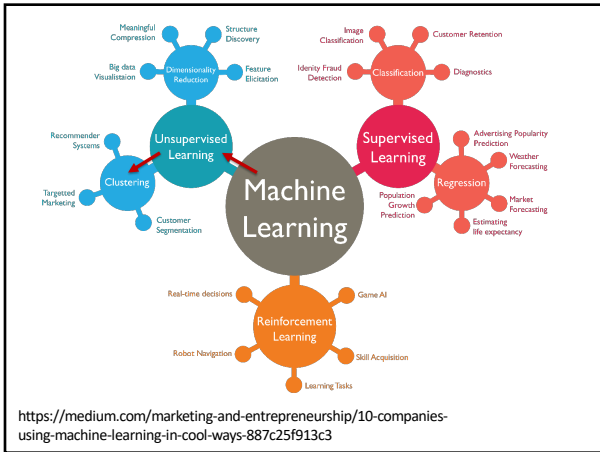 Meaningful
Compression
Structure
Discovery
Big data
Visualistaion
Dimensionality
Reduction
Feature
Elicitation
Unsupervised
Learning
Recommender
Systems
Clustering
Targetted
Marketing
Customer
Segmentation
Machine
Learning
Image
Classification
Customer Retention
Idenity Fraud
Detection
Classification
Diagnostics
Supervised
Learning
Advertising Popularity
Prediction
Weather
Forecasting
Regression
Population
Growth
Prediction
Market
Forecasting
Estimating
life expectancy
Real-time decisions
Game AI
Reinforcement
Learning
Robot Navigation
Skill Acquisition
Learning Tasks
https://medium.com/marketing-and-entrepreneurship/10-companies-
using-machine-learning-in-cool-ways-887c25f913c3